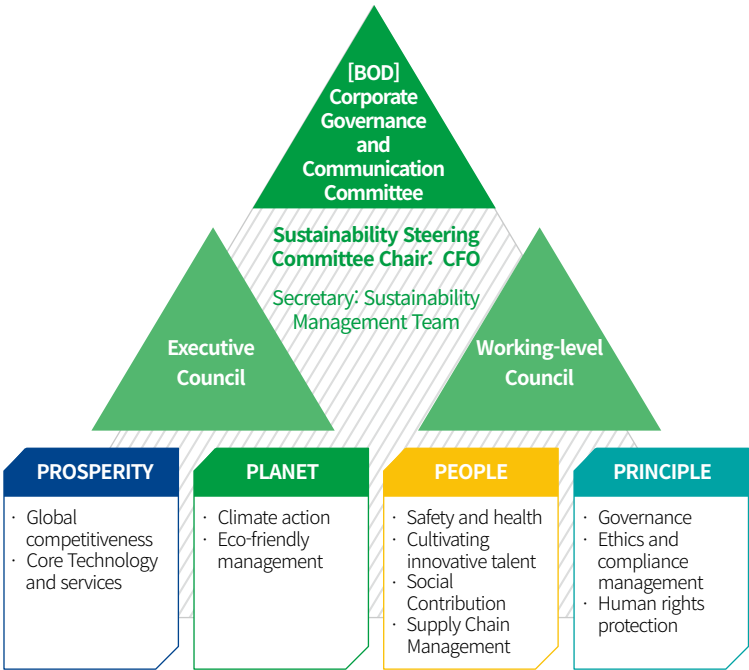 [BOD]
Corporate
Governance
and
Communication
Committee
Sustainability Steering
Committee Chair: CFO
Secretary: Sustainability
Management Team
Executive
Council
Working-level
Council
PROSPERITY
· Global
competitiveness
· Core Technology
and services
PLANET
· Climate action
· Eco-friendly
management
PEOPLE
· Safety and health
· Cultivating
innovative talent
· Social
Contribution
· Supply Chain
Management
PRINCIPLE
· Governance
· Ethics and
compliance
management
· Human rights
protection